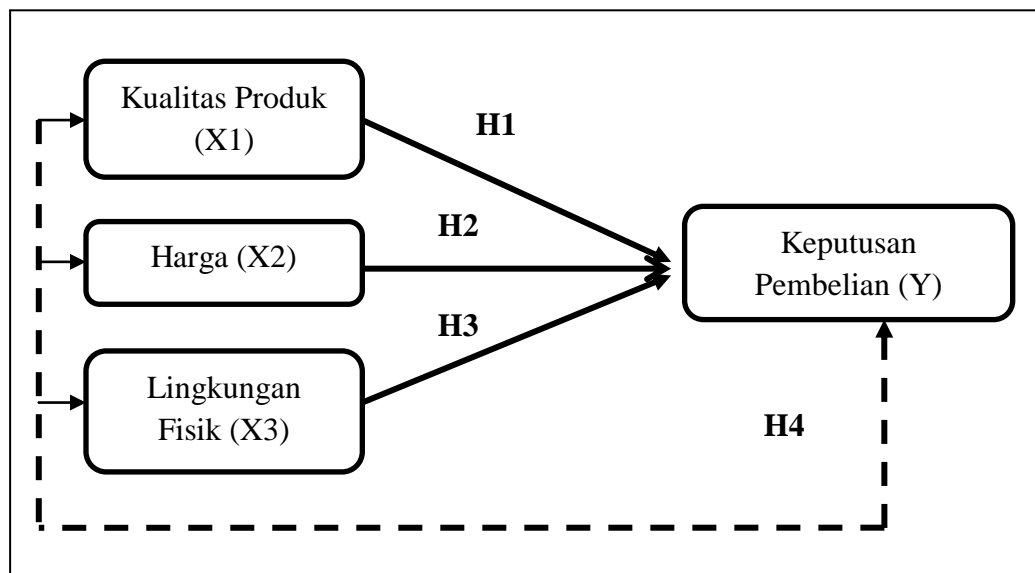 Kualitas Produk
(X1)
H1
Harga (X2)
H2
Keputusan
Pembelian (Y)
Lingkungan
Fisik (X3)
H3
H4